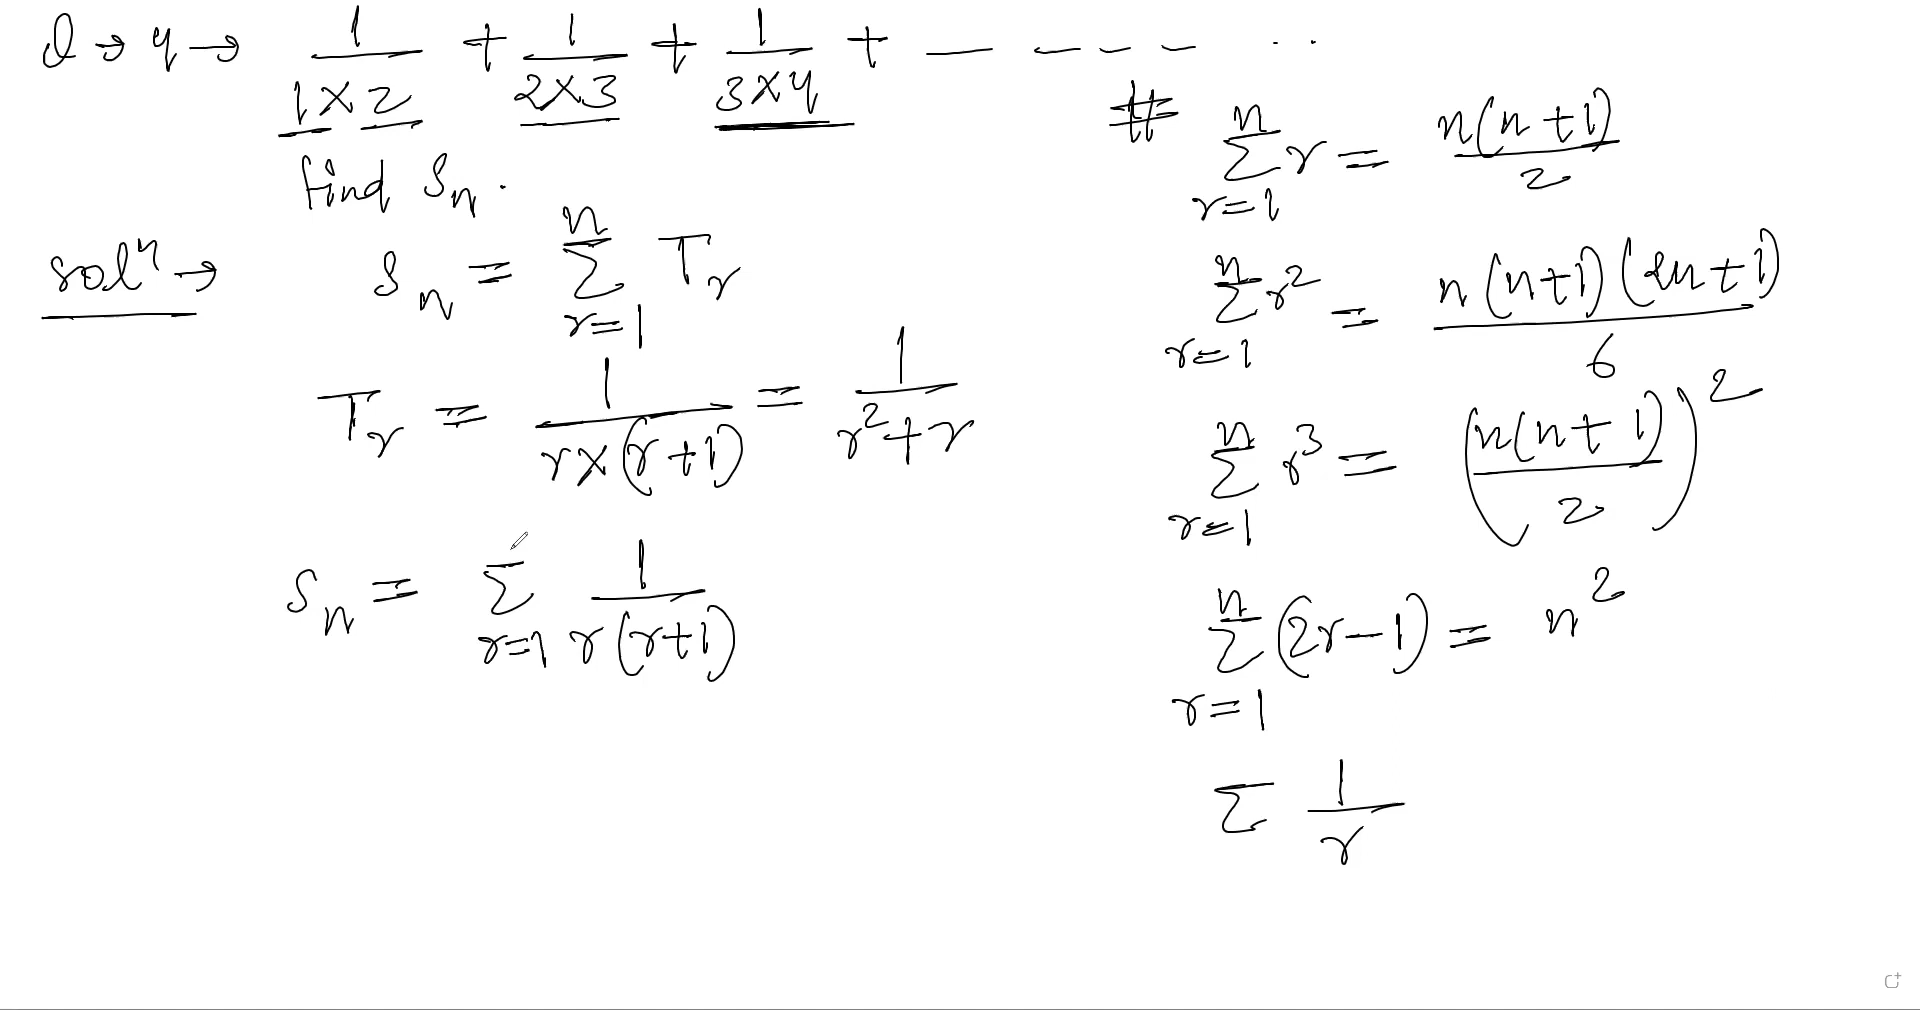 Q → 4 → 1/(1×2) + 1/(2×3) + 1/(3×4) + — — – – ..
find Sn.
solⁿ → Sn = Σ_{r=1}^{n} Tr
Tr = 1/(r×(r+1)) = 1/(r²+r)
Sn = Σ_{r=1} 1/(r(r+1))
# Σ_{r=1}^{n} r = n(n+1)/2
Σ_{r=1}^{n} r² = n(n+1)(2n+1)/6
Σ_{r=1}^{n} r³ = (n(n+1)/2)²
Σ_{r=1}^{n} (2r−1) = n²
Σ 1/r